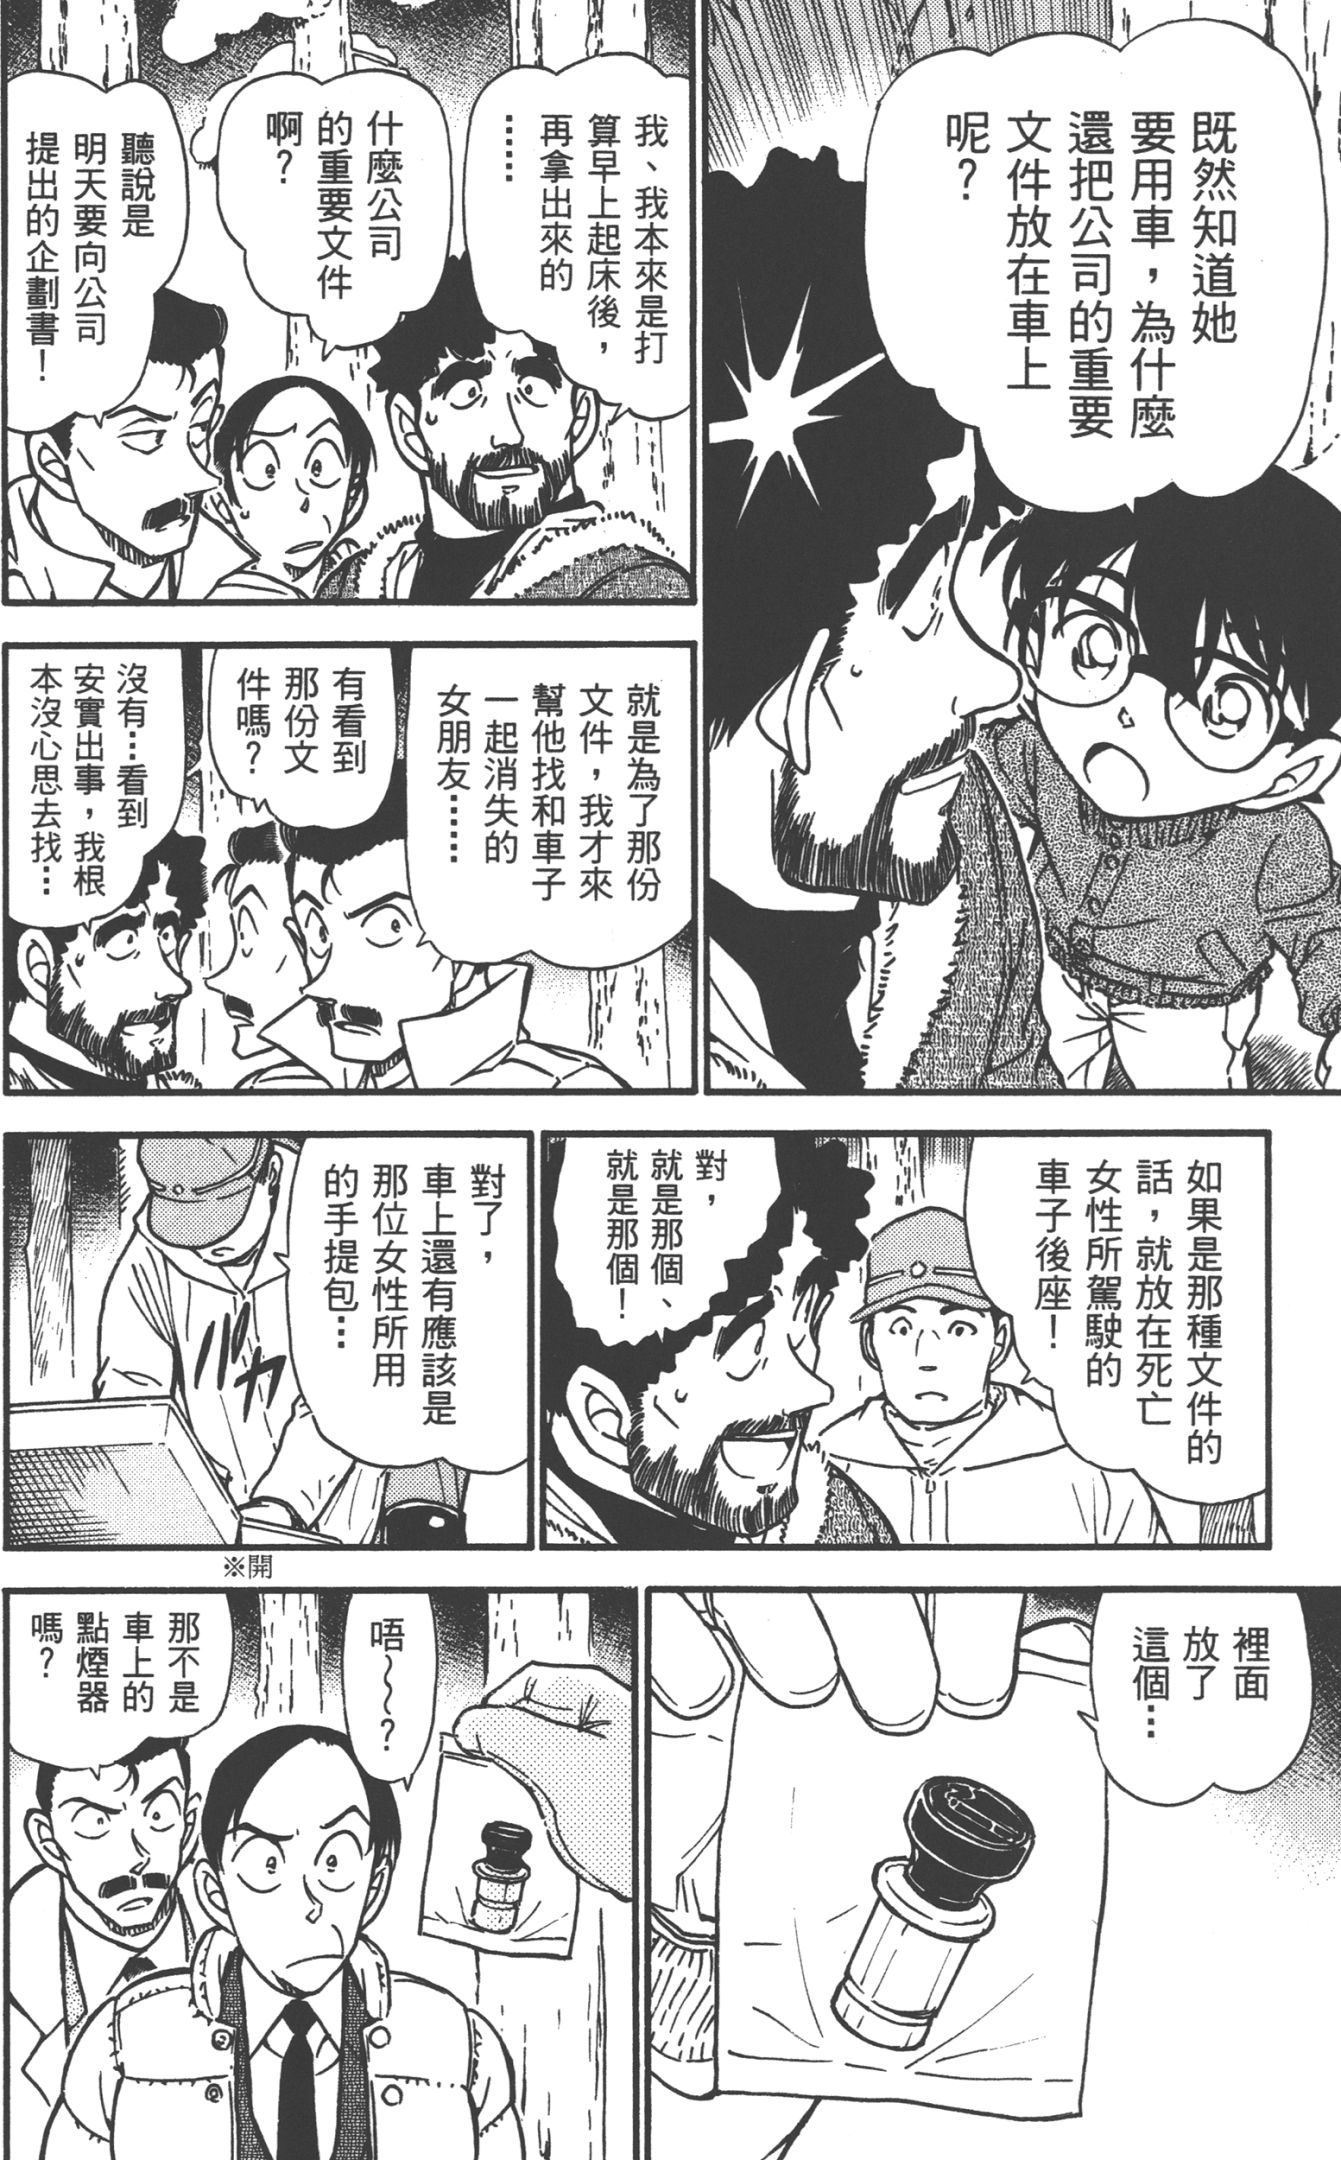 既然知道她
要用車，為什麼
還把公司的重要
文件放在車上
呢？
我、我本來是打
算早上起床後，
再拿出來的
……
什麼公司
的重要文件
啊？
聽說是
明天要向公司
提出的企劃書！
就是為了那份
文件，我才來
幫他找和車子
一起消失的
女朋友……
有看到
那份文
件嗎？
沒有…看到
安實出事，我根
本沒心思去找…
如果是那種文件的
話，就放在死亡
女性所駕駛的
車子後座！
對，
就是那個、
就是那個！
對了，
車上還有應該是
那位女性所用
的手提包…
パカ
※開
裡面
放了
這個…
唔～～？
那不是
車上的
點煙器
嗎？